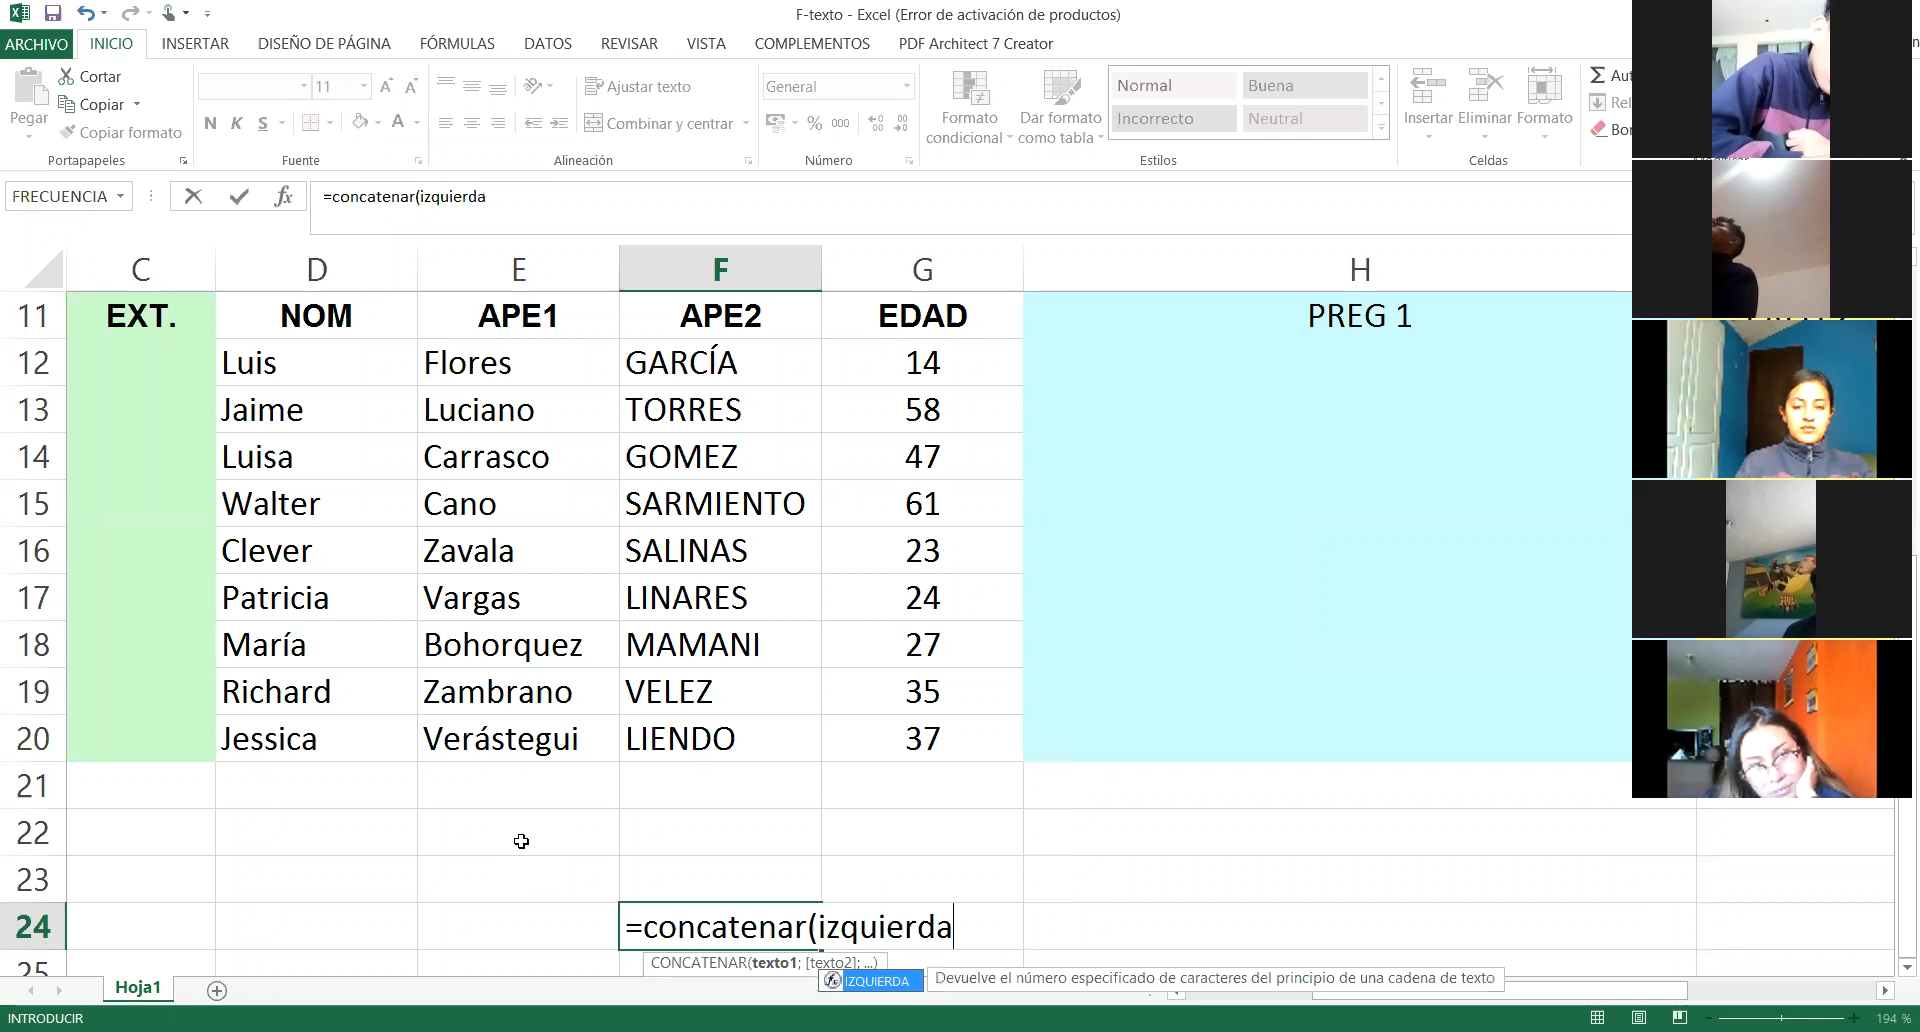 F-texto - Excel (Error de activación de productos)
ARCHIVO INICIO INSERTAR DISEÑO DE PÁGINA FÓRMULAS DATOS REVISAR VISTA COMPLEMENTOS PDF Architect 7 Creator
Pegar
Cortar
Copiar
Copiar formato
Portapapeles
11
N K S
Fuente
Ajustar texto
Combinar y centrar
Alineación
General
% 000
Número
Formato condicional
Dar formato como tabla
Normal Buena
Incorrecto Neutral
Estilos
Insertar Eliminar Formato
Celdas
Σ Aut
Rel
Bor
FRECUENCIA fx =concatenar(izquierda
C D E F G H
11 EXT. NOM APE1 APE2 EDAD PREG 1
12 Luis Flores GARCÍA 14
13 Jaime Luciano TORRES 58
14 Luisa Carrasco GOMEZ 47
15 Walter Cano SARMIENTO 61
16 Clever Zavala SALINAS 23
17 Patricia Vargas LINARES 24
18 María Bohorquez MAMANI 27
19 Richard Zambrano VELEZ 35
20 Jessica Verástegui LIENDO 37
21
22
23
24 =concatenar(izquierda
25 CONCATENAR(texto1; [texto2]; ...)
IZQUIERDA Devuelve el número especificado de caracteres del principio de una cadena de texto
Hoja1
INTRODUCIR 194 %